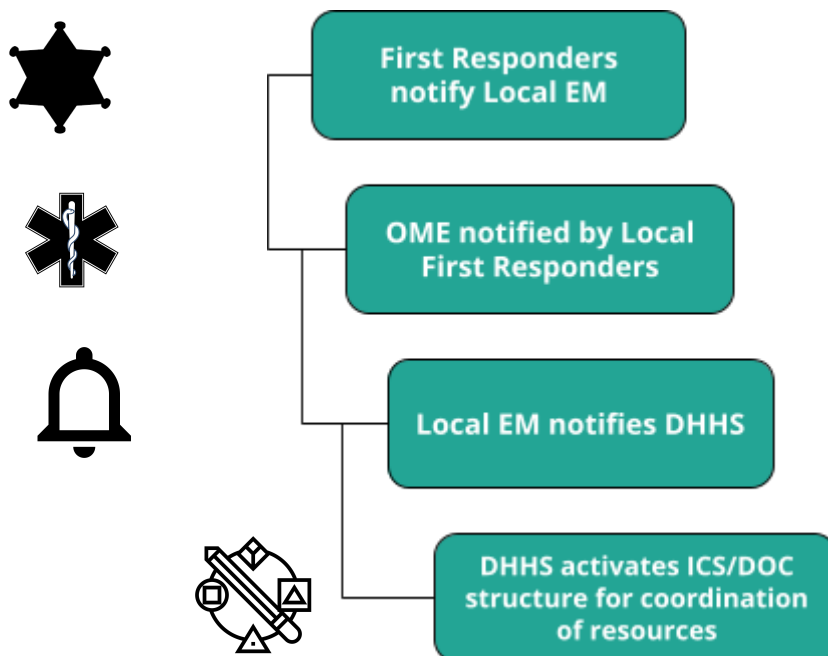 First Responders
notify Local EM
OME notified by Local
First Responders
Local EM notifies DHHS
DHHS activates ICS/DOC
structure for coordination
of resources